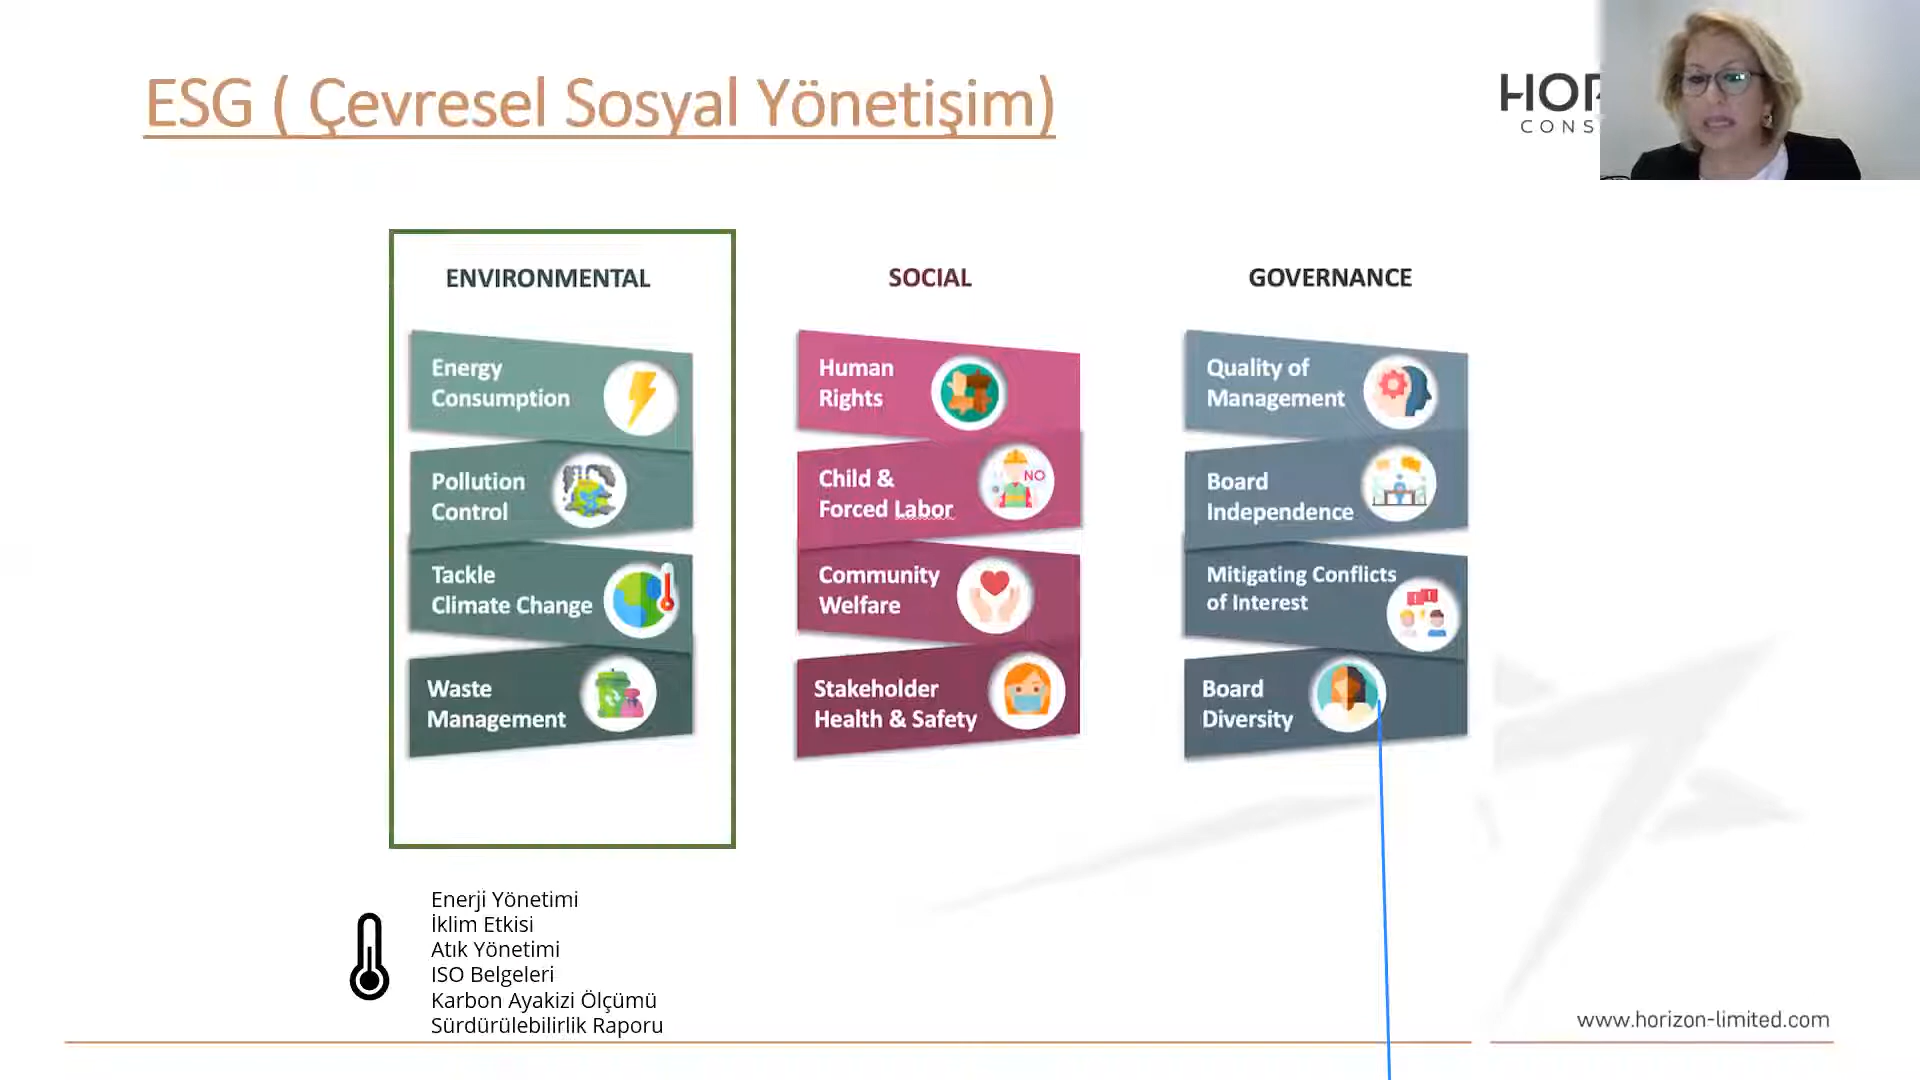 ESG ( Çevresel Sosyal Yönetişim)
ENVIRONMENTAL
Energy
Consumption
Pollution
Control
Tackle
Climate Change
Waste
Management
SOCIAL
Human
Rights
Child &
Forced Labor
NO
Community
Welfare
Stakeholder
Health & Safety
GOVERNANCE
Quality of
Management
Board
Independence
Mitigating Conflicts
of Interest
Board
Diversity
Enerji Yönetimi
İklim Etkisi
Atık Yönetimi
ISO Belgeleri
Karbon Ayakizi Ölçümü
Sürdürülebilirlik Raporu
www.horizon-limited.com